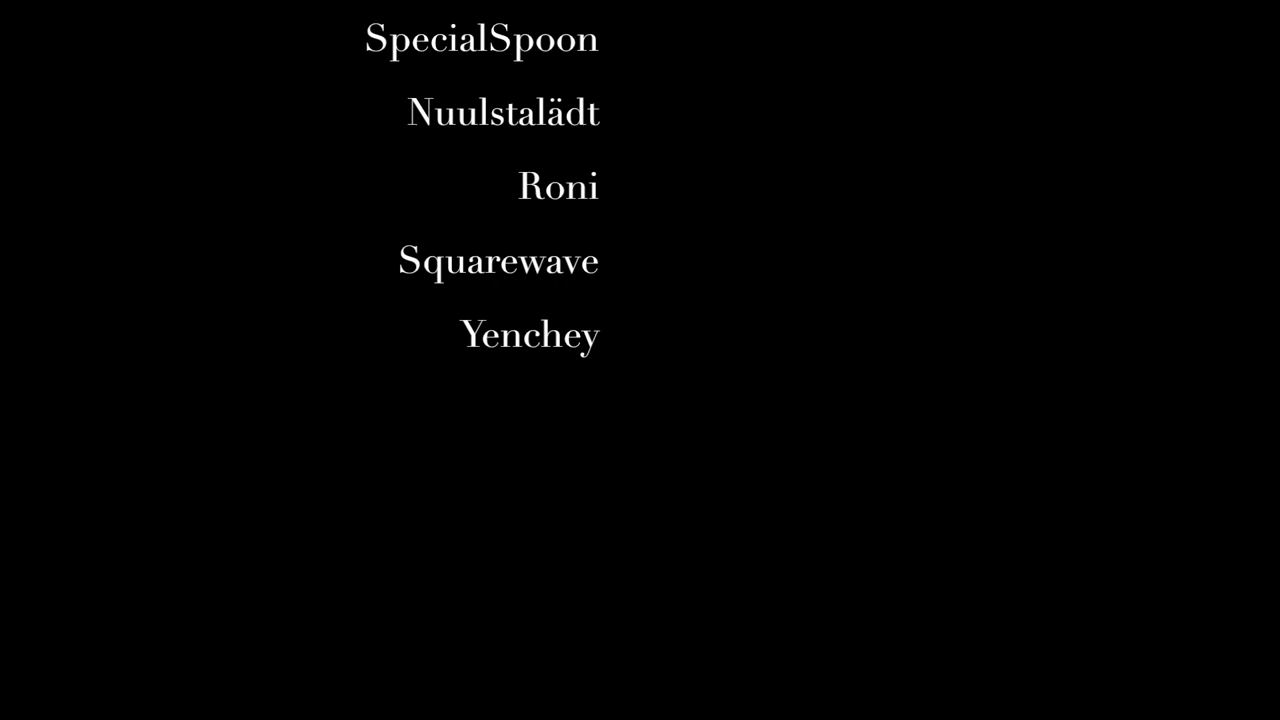 SpecialSpoon
Nuulstalädt
Roni
Squarewave
Yenchey